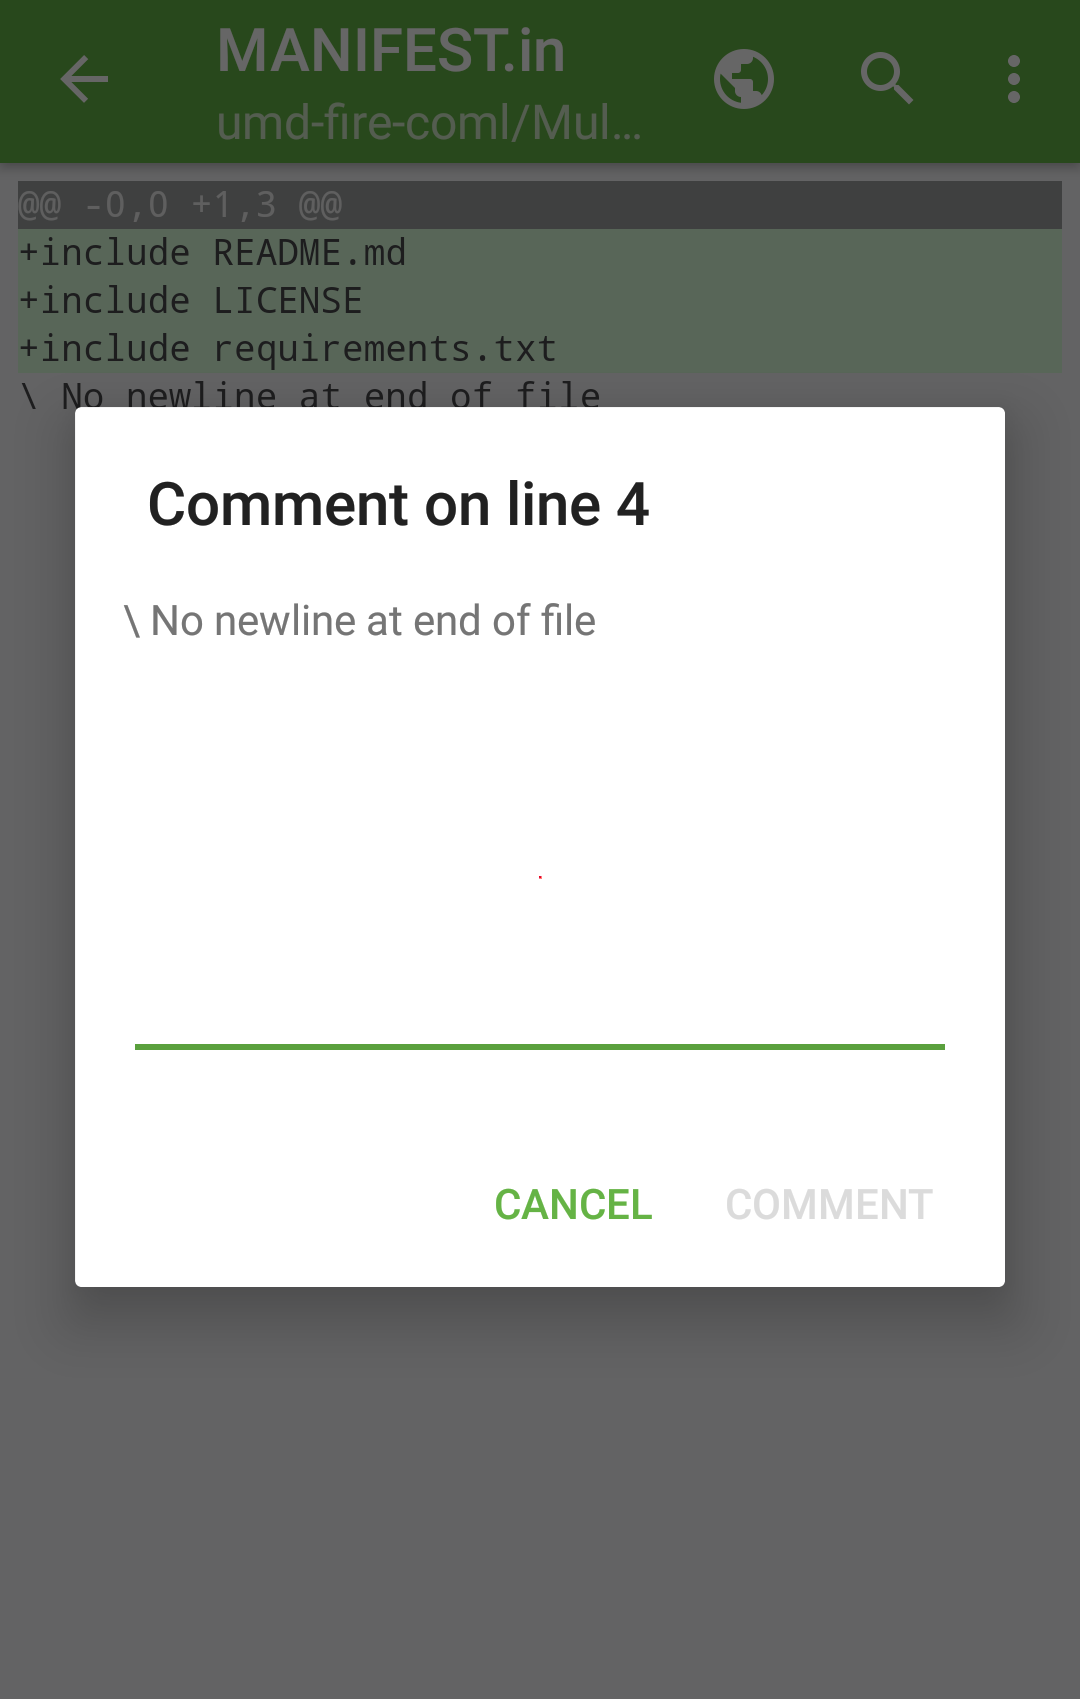 MANIFEST.in
umd-fire-coml/Mul...
@@ -0,0 +1,3 @@
+include README.md
+include LICENSE
+include requirements.txt
\ No newline at end of file
Comment on line 4
\ No newline at end of file
CANCEL COMMENT